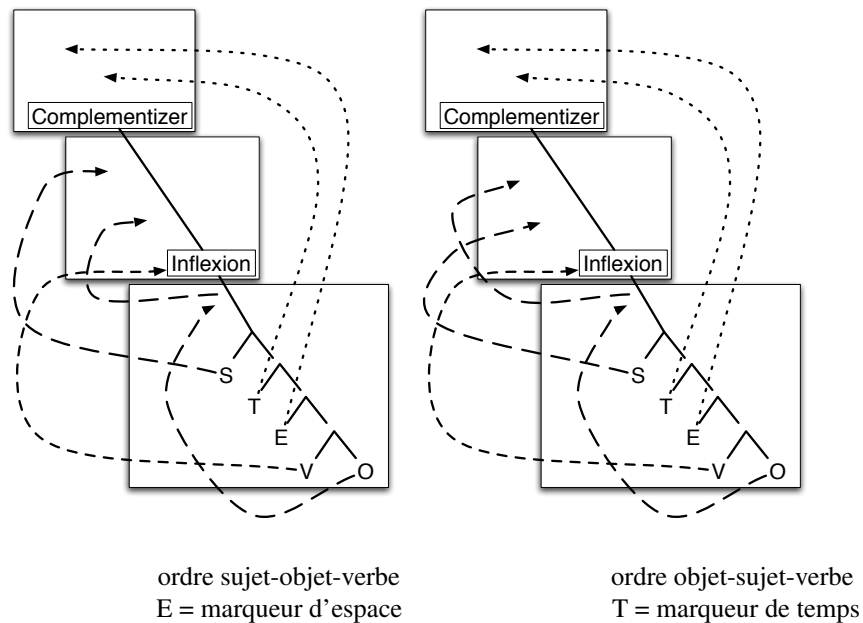 Complementizer
Inflexion
S
T
E
V
O
Complementizer
Inflexion
S
T
E
V
O
ordre sujet-objet-verbe
E = marqueur d'espace
ordre objet-sujet-verbe
T = marqueur de temps